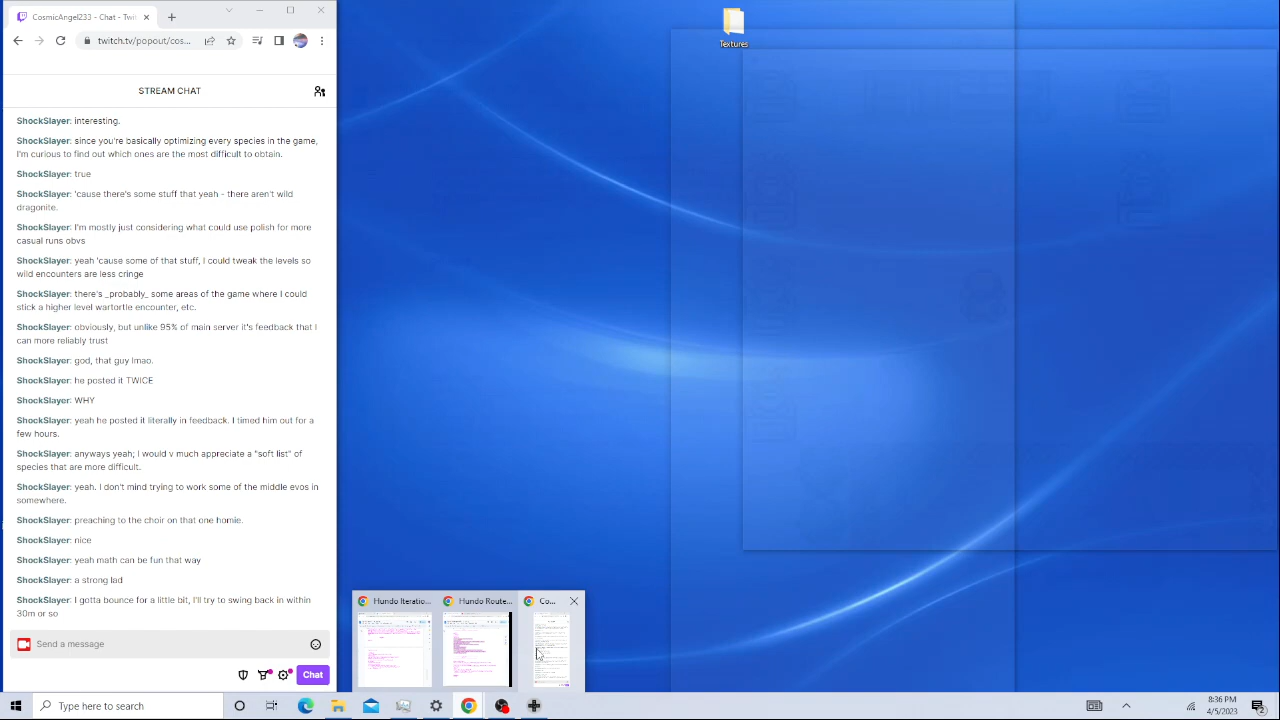 CosmicAngel233 - Chat - Twit
twitch.tv/popout/cos...
Textures
STREAM CHAT
ShockSlayer: interesting.
ShockSlayer: since you're basically optimizing every species in the game,
I'm curious to find out which ones are the most difficult to obtain.
ShockSlayer: true
ShockSlayer: 'cause there's some stuff that yeah - there aren't wild
dragonite.
ShockSlayer: I'm mostly just considering what could use polish for more
casual runs obvs
ShockSlayer: yeah 'cause some of that stuff, I could tweak the levels so
wild encounters are less cringe
ShockSlayer: there's _probably_ some areas of the game where I could
stick a higher level wartortle encounter, etc.
ShockSlayer: obviously, but unlike 95% of main server it's feedback that I
can more reliably trust
ShockSlayer: god, that guy lmao.
ShockSlayer: he posted it TWICE
ShockSlayer: WHY
ShockSlayer: yeah he posted it literally in feedback. I timed him out for a
few hours.
ShockSlayer: anyways yeah; I would v much appreciate a "soft list" of
species that are more difficult.
ShockSlayer: yeah. I don't mind trying to work some of the middle evos in
somewhere.
ShockSlayer: preaching to the choir on that one homie.
ShockSlayer: nice
ShockSlayer: yeah math can be fun that way
ShockSlayer: a strong lad
ShockSlayer: I gotta bounce for a little bit, I'll try to swing back in within
30m or so
Send a message
Chat
Hundo Iteratio...
Hundo Route...
Co...
Type here to search
8:36 PM
4/5/2023
2